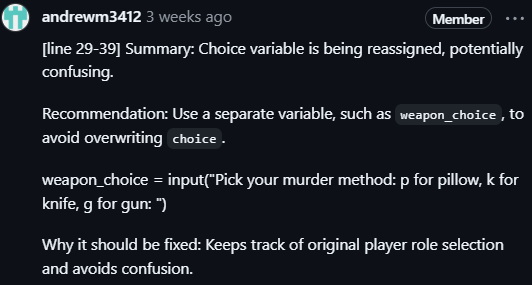 andrewm3412 3 weeks ago Member ...
[line 29-39] Summary: Choice variable is being reassigned, potentially
confusing.
Recommendation: Use a separate variable, such as weapon_choice, to
avoid overwriting choice.
weapon_choice = input("Pick your murder method: p for pillow, k for
knife, g for gun: ")
Why it should be fixed: Keeps track of original player role selection
and avoids confusion.